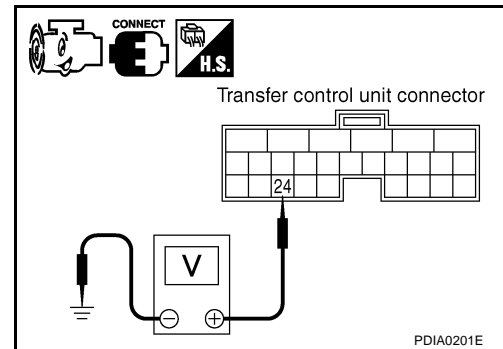 CONNECT
H.S.
Transfer control unit connector
24
V
− +
PDIA0201E